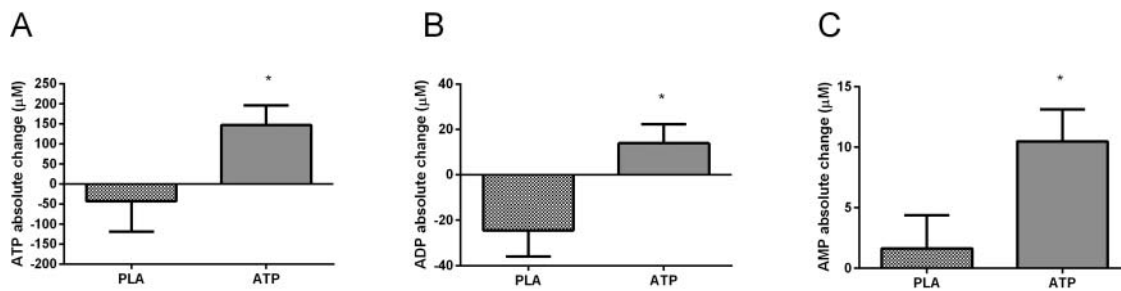 A
ATP absolute change (μM)
250
200
150
100
50
0
-50
-100
-150
-200
*
PLA
ATP
B
ADP absolute change (μM)
40
20
0
-20
-40
*
PLA
ATP
C
AMP absolute change (μM)
15
10
5
0
*
PLA
ATP